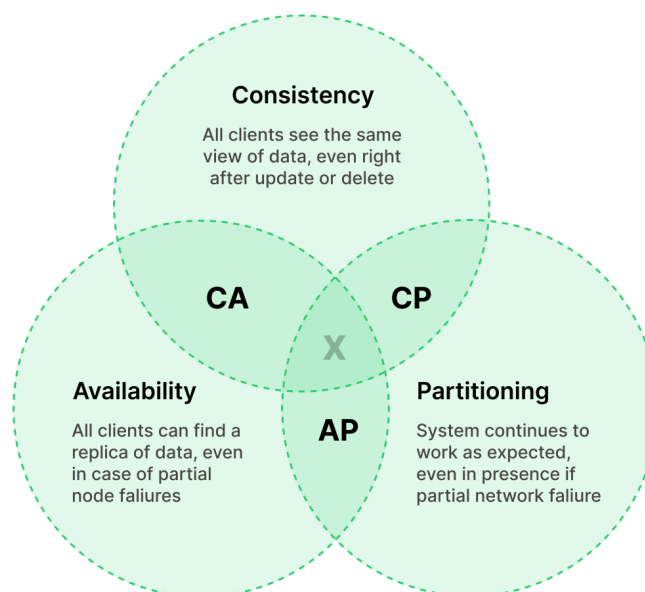 Consistency
All clients see the same
view of data, even right
after update or delete
CA
CP
X
Availability
All clients can find a
replica of data, even
in case of partial
node faliures
Partitioning
System continues to
work as expected,
even in presence if
partial network faliure
AP